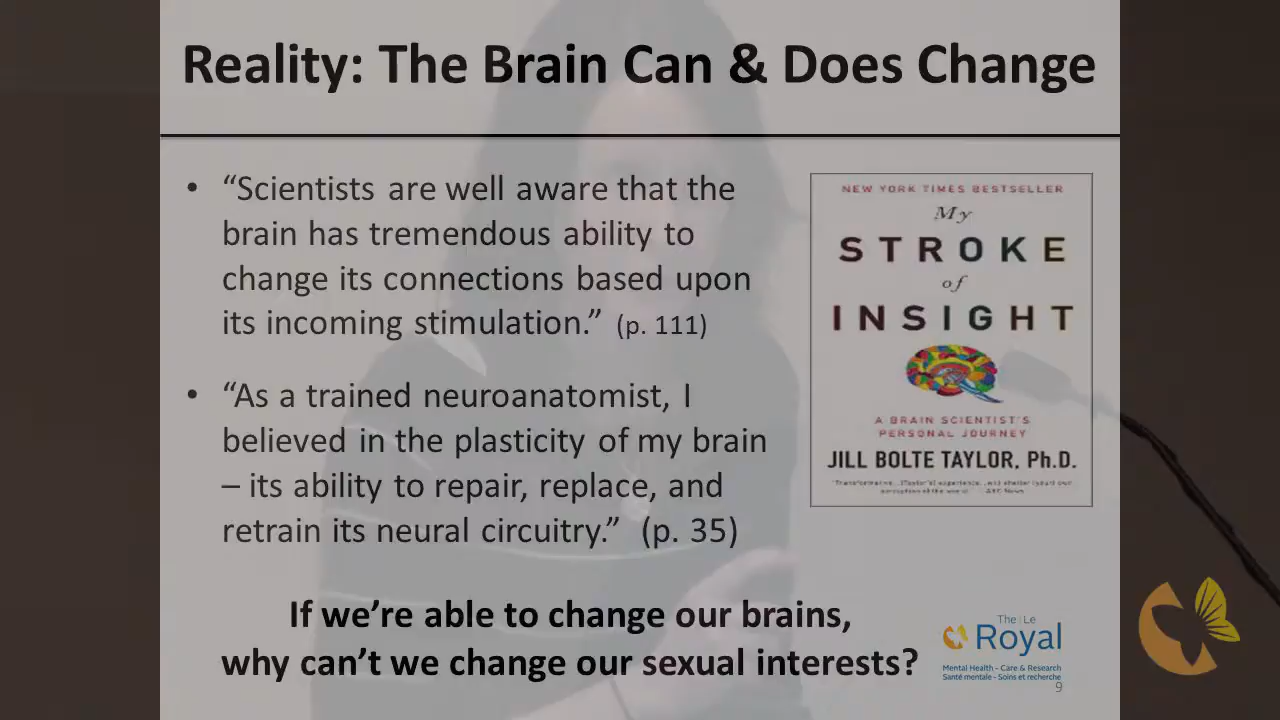 Reality: The Brain Can & Does Change
• “Scientists are well aware that the
brain has tremendous ability to
change its connections based upon
its incoming stimulation.” (p. 111)
• “As a trained neuroanatomist, I
believed in the plasticity of my brain
– its ability to repair, replace, and
retrain its neural circuitry.” (p. 35)
If we’re able to change our brains,
why can’t we change our sexual interests?
NEW YORK TIMES BESTSELLER
My
STROKE
of
INSIGHT
A BRAIN SCIENTIST'S
PERSONAL JOURNEY
JILL BOLTE TAYLOR, Ph.D.
The Le
Royal
Mental Health - Care & Research
Santé mentale - Soins et recherche
9